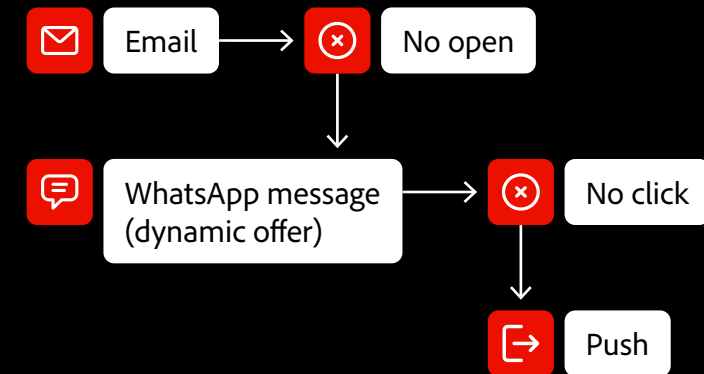 Email
No open
WhatsApp message
(dynamic offer)
No click
Push